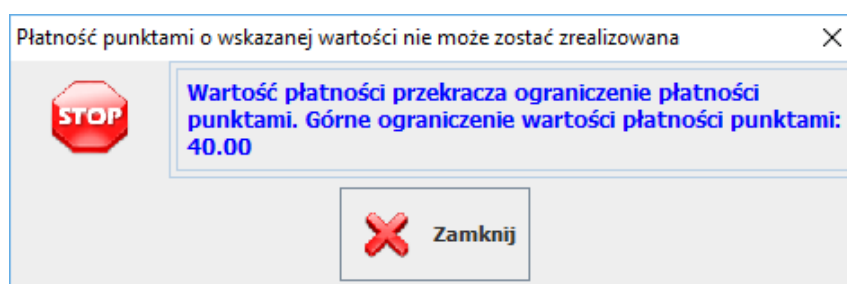 Płatność punktami o wskazanej wartości nie może zostać zrealizowana
STOP
Wartość płatności przekracza ograniczenie płatności
punktami. Górne ograniczenie wartości płatności punktami:
40.00
Zamknij